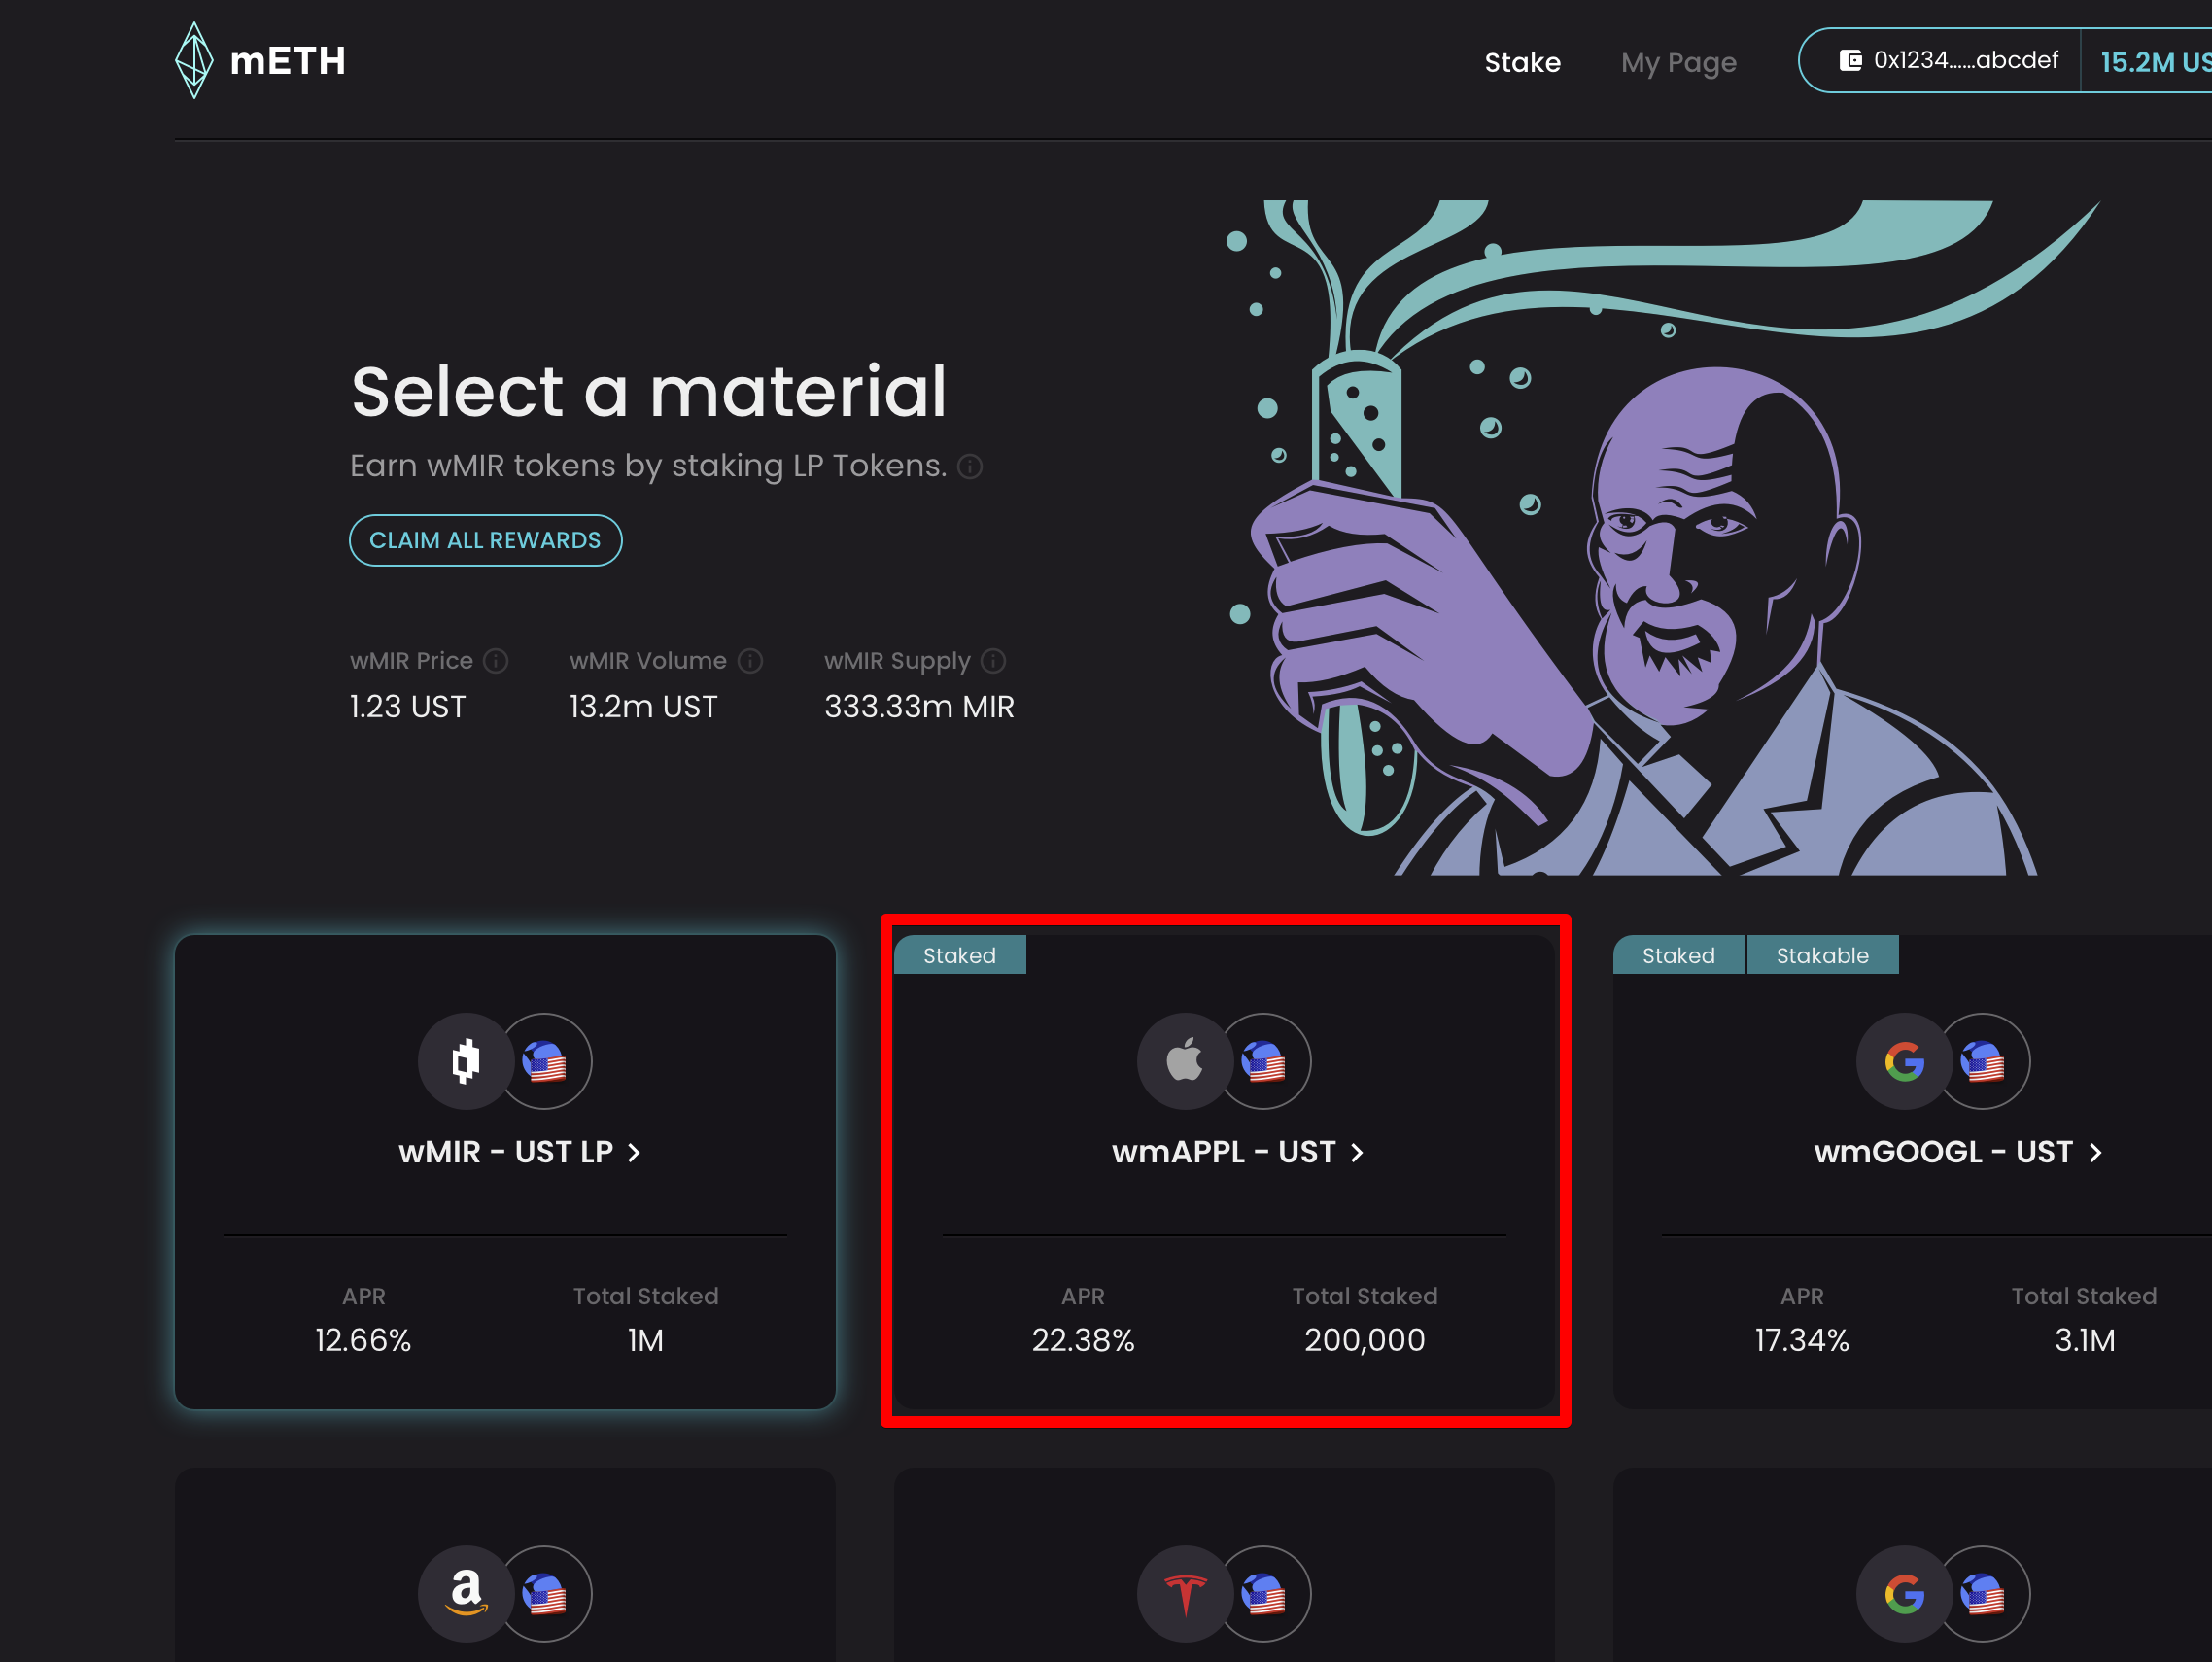 mETH
Stake
My Page
0x1234......abcdef
15.2M US
Select a material
Earn wMIR tokens by staking LP Tokens.
CLAIM ALL REWARDS
wMIR Price
wMIR Volume
wMIR Supply
1.23 UST
13.2m UST
333.33m MIR
Staked
Staked
Stakable
wMIR - UST LP
wmAPPL - UST
wmGOOGL - UST
APR
Total Staked
APR
Total Staked
APR
Total Staked
12.66%
1M
22.38%
200,000
17.34%
3.1M